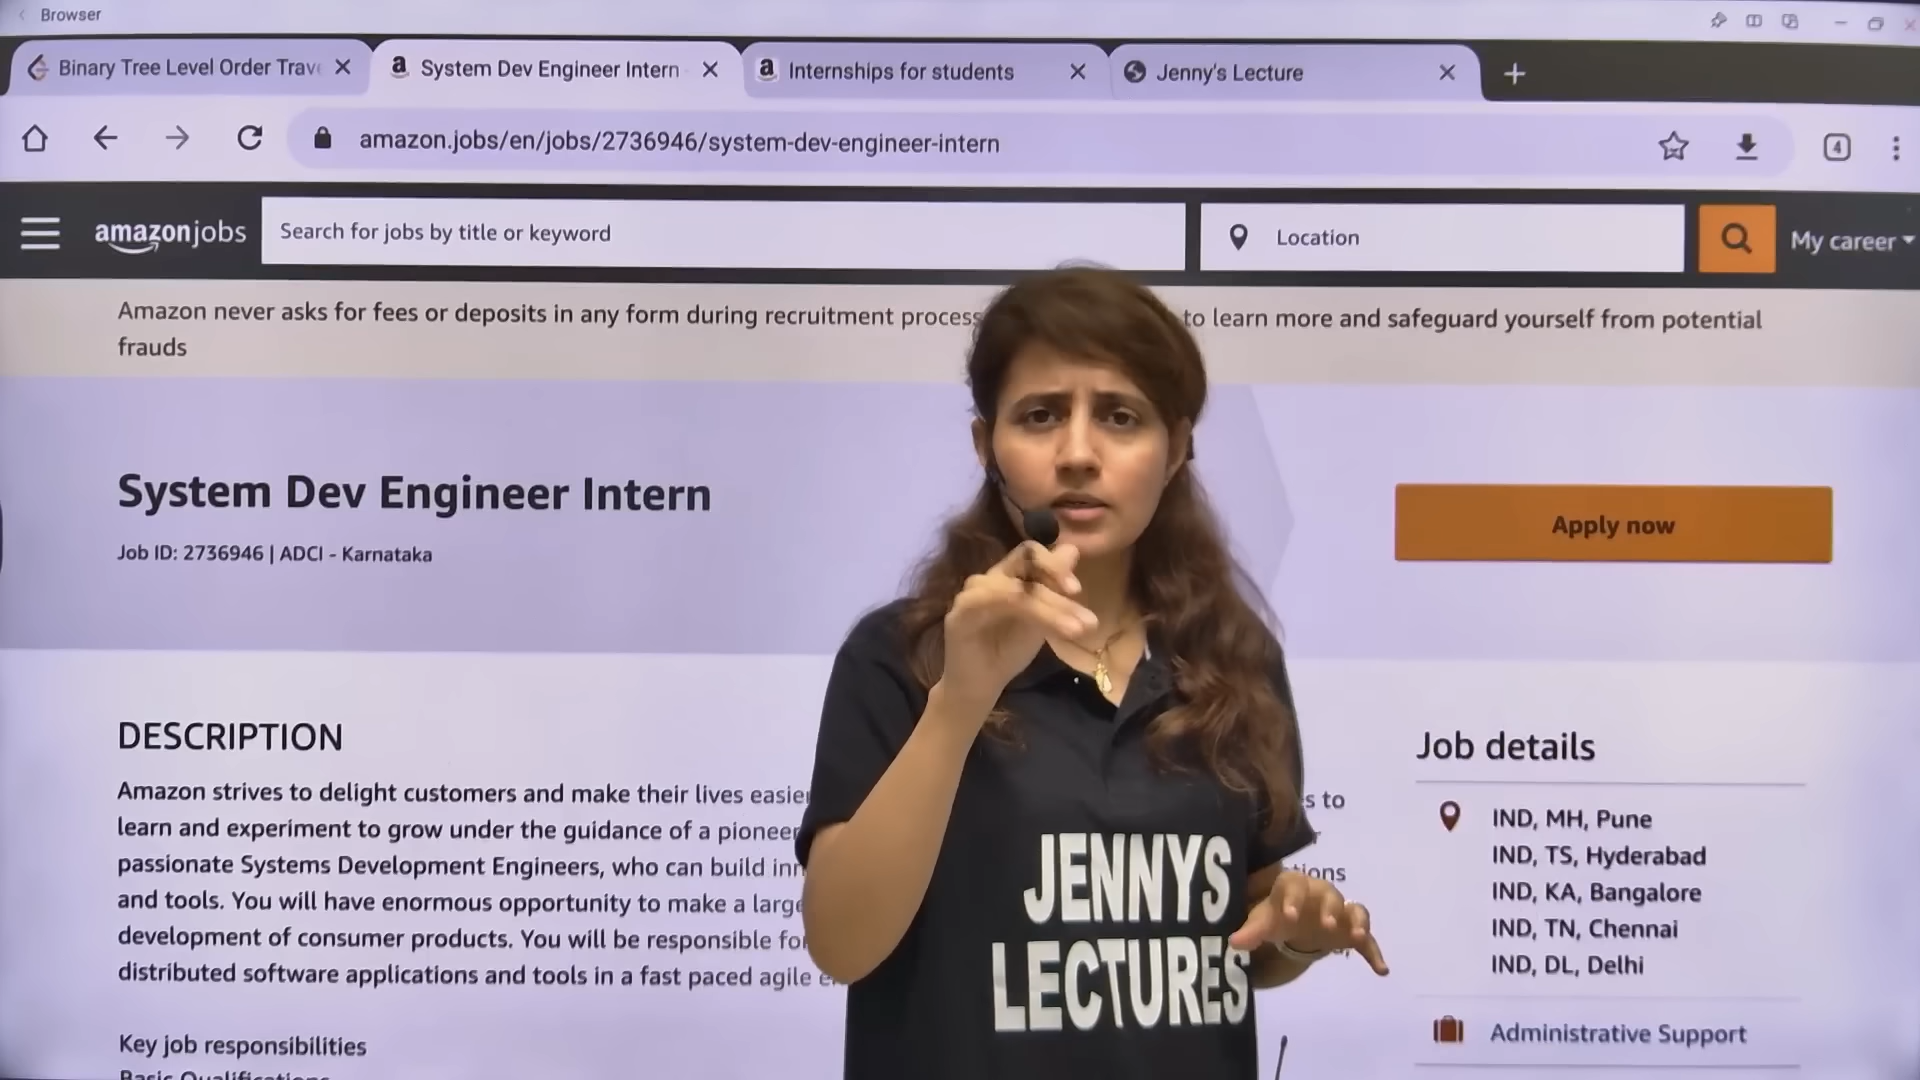 Browser
Binary Tree Level Order Trav
System Dev Engineer Intern
Internships for students
Jenny's Lecture
amazon.jobs/en/jobs/2736946/system-dev-engineer-intern
4
amazonjobs
Search for jobs by title or keyword
Location
My career
Amazon never asks for fees or deposits in any form during recruitment process to learn more and safeguard yourself from potential
frauds
System Dev Engineer Intern
Job ID: 2736946 | ADCI - Karnataka
Apply now
DESCRIPTION
Amazon strives to delight customers and make their lives easier s to
learn and experiment to grow under the guidance of a pioneer
passionate Systems Development Engineers, who can build inn tions
and tools. You will have enormous opportunity to make a large
development of consumer products. You will be responsible for
distributed software applications and tools in a fast paced agile
Key job responsibilities
Basic Qualifications
Job details
IND, MH, Pune
IND, TS, Hyderabad
IND, KA, Bangalore
IND, TN, Chennai
IND, DL, Delhi
Administrative Support
JENNYS
LECTURES